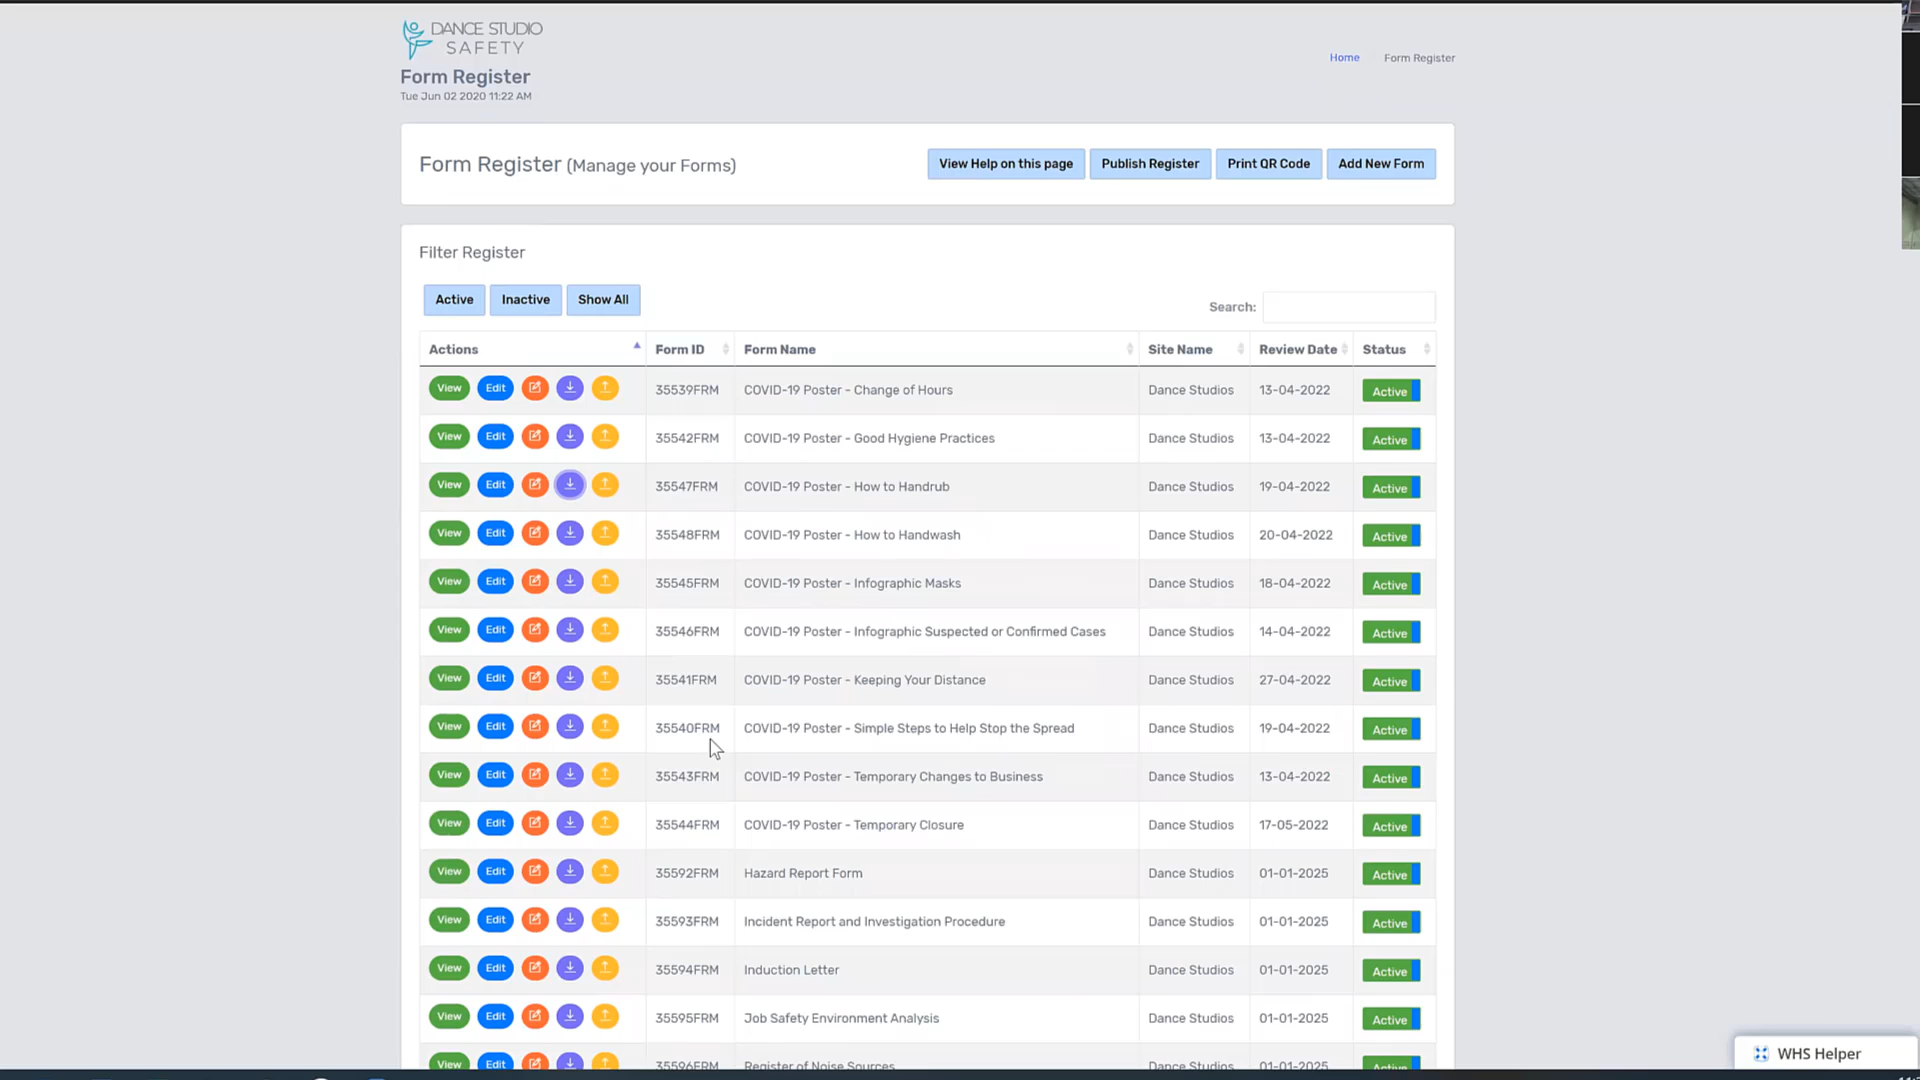 DANCE STUDIO
SAFETY
Form Register
Tue Jun 02 2020 11:22 AM
Home Form Register
Form Register (Manage your Forms)
View Help on this page Publish Register Print QR Code Add New Form
Filter Register
Active Inactive Show All
Search:
Actions Form ID Form Name Site Name Review Date Status
View Edit 35539FRM COVID-19 Poster - Change of Hours Dance Studios 13-04-2022 Active
View Edit 35542FRM COVID-19 Poster - Good Hygiene Practices Dance Studios 13-04-2022 Active
View Edit 35547FRM COVID-19 Poster - How to Handrub Dance Studios 19-04-2022 Active
View Edit 35548FRM COVID-19 Poster - How to Handwash Dance Studios 20-04-2022 Active
View Edit 35545FRM COVID-19 Poster - Infographic Masks Dance Studios 18-04-2022 Active
View Edit 35546FRM COVID-19 Poster - Infographic Suspected or Confirmed Cases Dance Studios 14-04-2022 Active
View Edit 35541FRM COVID-19 Poster - Keeping Your Distance Dance Studios 27-04-2022 Active
View Edit 35540FRM COVID-19 Poster - Simple Steps to Help Stop the Spread Dance Studios 19-04-2022 Active
View Edit 35543FRM COVID-19 Poster - Temporary Changes to Business Dance Studios 13-04-2022 Active
View Edit 35544FRM COVID-19 Poster - Temporary Closure Dance Studios 17-05-2022 Active
View Edit 35592FRM Hazard Report Form Dance Studios 01-01-2025 Active
View Edit 35593FRM Incident Report and Investigation Procedure Dance Studios 01-01-2025 Active
View Edit 35594FRM Induction Letter Dance Studios 01-01-2025 Active
View Edit 35595FRM Job Safety Environment Analysis Dance Studios 01-01-2025 Active
View Edit 35596FRM Register of Noise Sources Dance Studios 01-01-2025 Active
WHS Helper